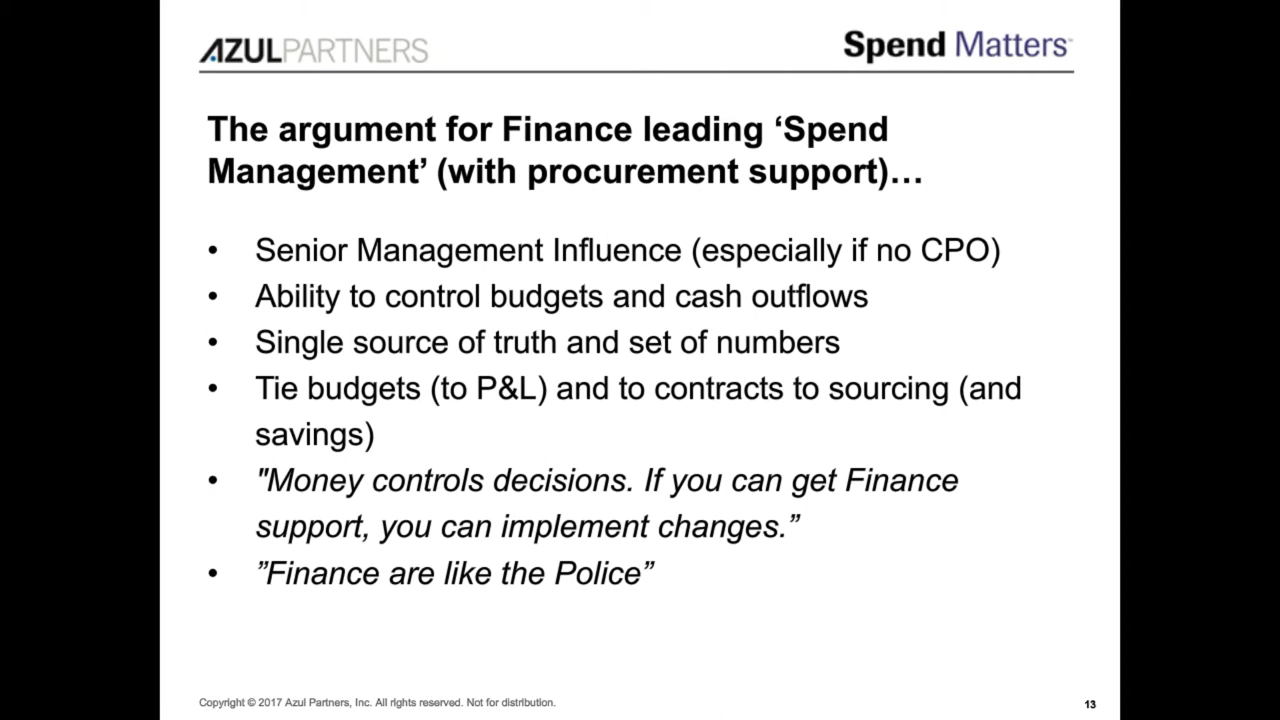 AZULPARTNERS
Spend Matters™
The argument for Finance leading ‘Spend
Management’ (with procurement support)…
• Senior Management Influence (especially if no CPO)
• Ability to control budgets and cash outflows
• Single source of truth and set of numbers
• Tie budgets (to P&L) and to contracts to sourcing (and
savings)
• "Money controls decisions. If you can get Finance
support, you can implement changes.”
• ”Finance are like the Police”
Copyright © 2017 Azul Partners, Inc. All rights reserved. Not for distribution.
13